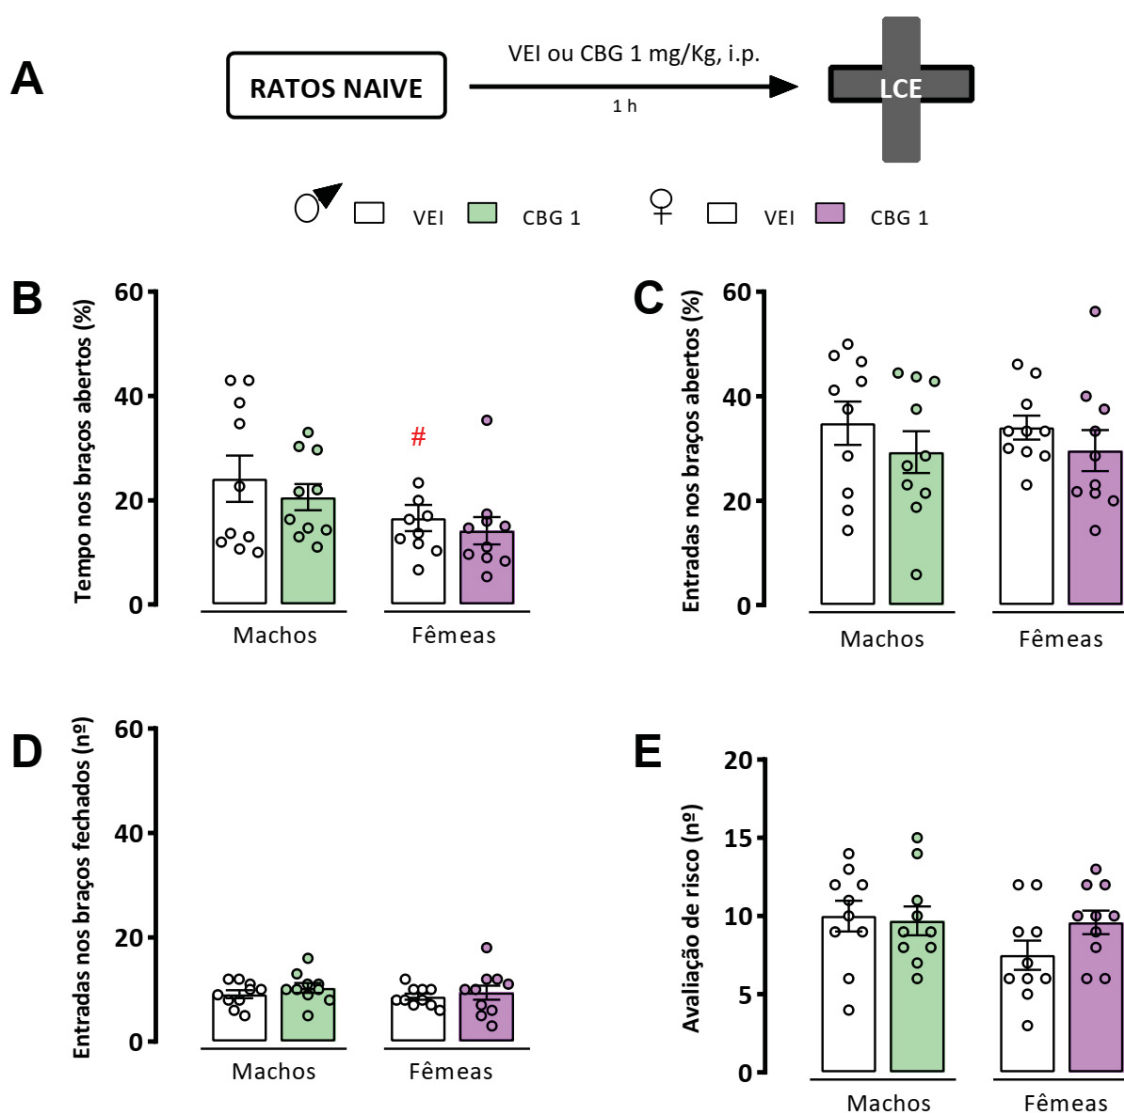 A
RATOS NAIVE
VEI ou CBG 1 mg/Kg, i.p.
1 h
LCE
VEI
CBG 1
VEI
CBG 1
B
Tempo nos braços abertos (%)
60
40
20
0
#
Machos
Fêmeas
C
Entradas nos braços abertos (%)
60
40
20
0
Machos
Fêmeas
D
Entradas nos braços fechados (nº)
60
40
20
0
Machos
Fêmeas
E
Avaliação de risco (nº)
20
15
10
5
0
Machos
Fêmeas